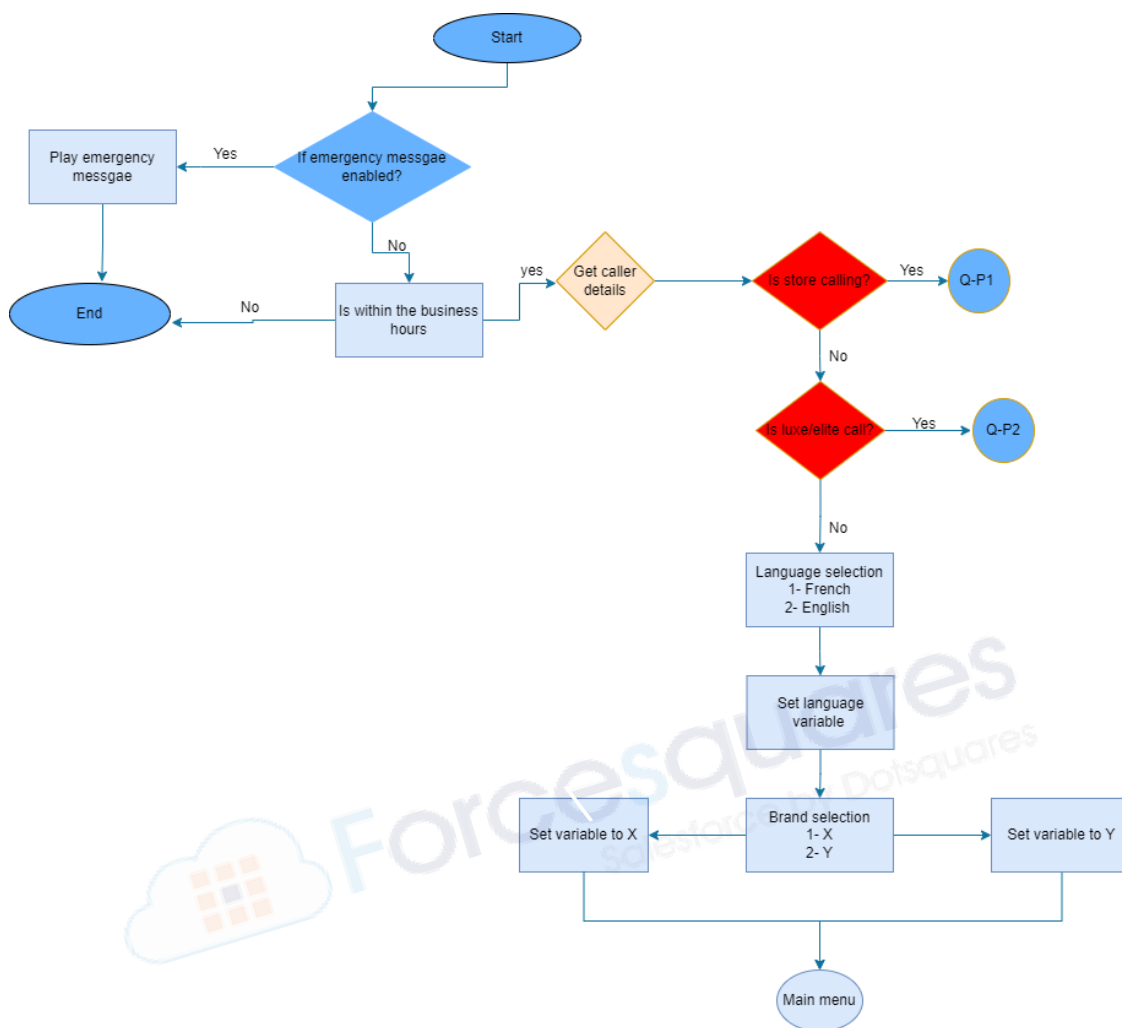 Start
If emergency messgae
enabled?
Yes
Play emergency
messgae
No
End
No
Is within the business
hours
yes
Get caller
details
Is store calling?
Yes
Q-P1
No
Is luxe/elite call?
Yes
Q-P2
No
Language selection
1- French
2- English
Set language
variable
Set variable to X
Brand selection
1- X
2- Y
Set variable to Y
Main menu
Forcesquares
Salesforce by Dotsquares